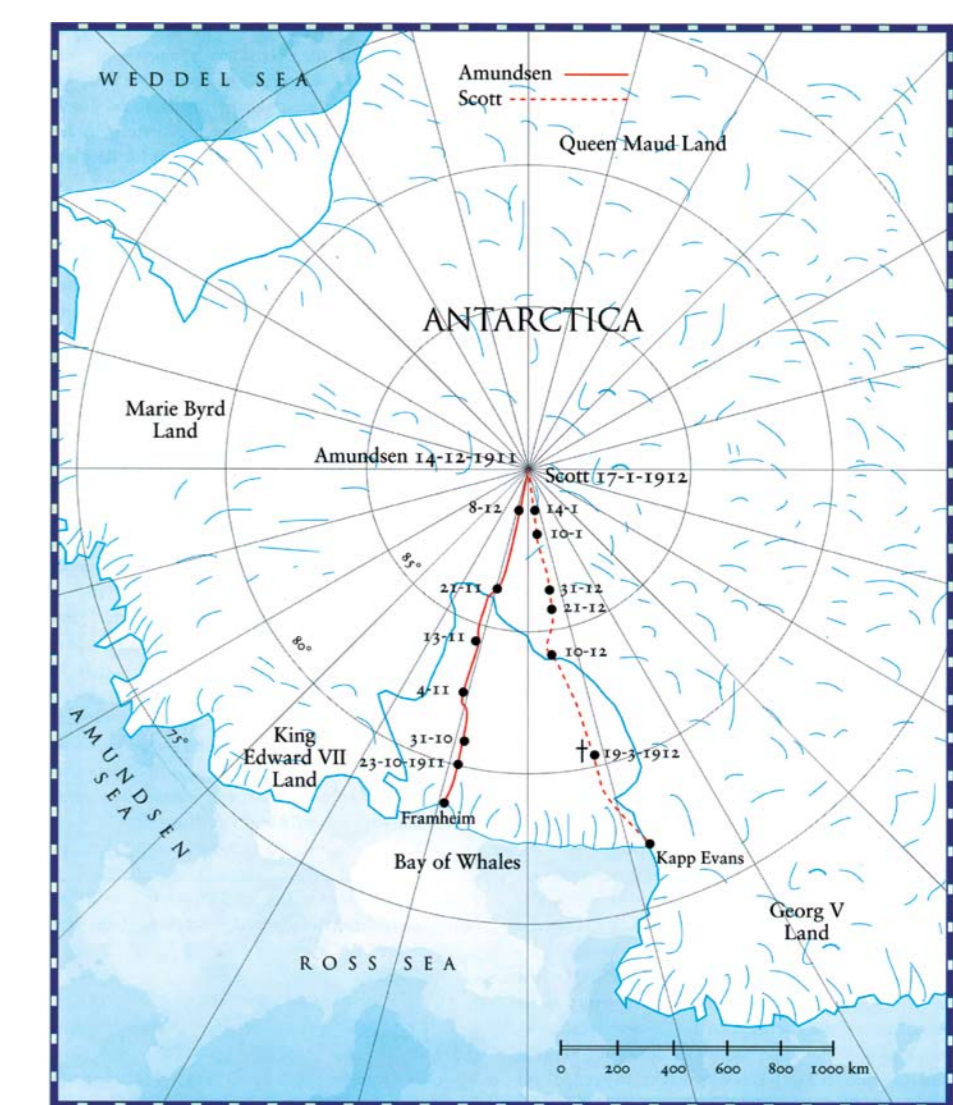 WEDDEL SEA
Amundsen
Scott
Queen Maud Land
ANTARCTICA
Marie Byrd
Land
Amundsen 14-12-1911
Scott 17-1-1912
8-12
14-1
10-1
85°
21-11
31-12
21-12
13-11
10-12
80°
4-11
31-10
King
Edward VII
Land
23-10-1911
† 19-3-1912
75°
AMUNDSEN
SEA
Framheim
Bay of Whales
Kapp Evans
Georg V
Land
ROSS SEA
0 200 400 600 800 1000 km